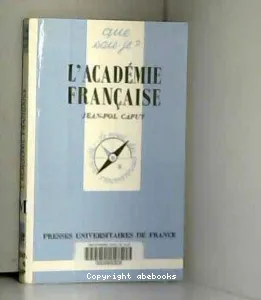 que
sais-je?
L'ACADÉMIE
FRANÇAISE
JEAN-POL CAPUT
PRESSES UNIVERSITAIRES DE FRANCE
Copyright abebooks